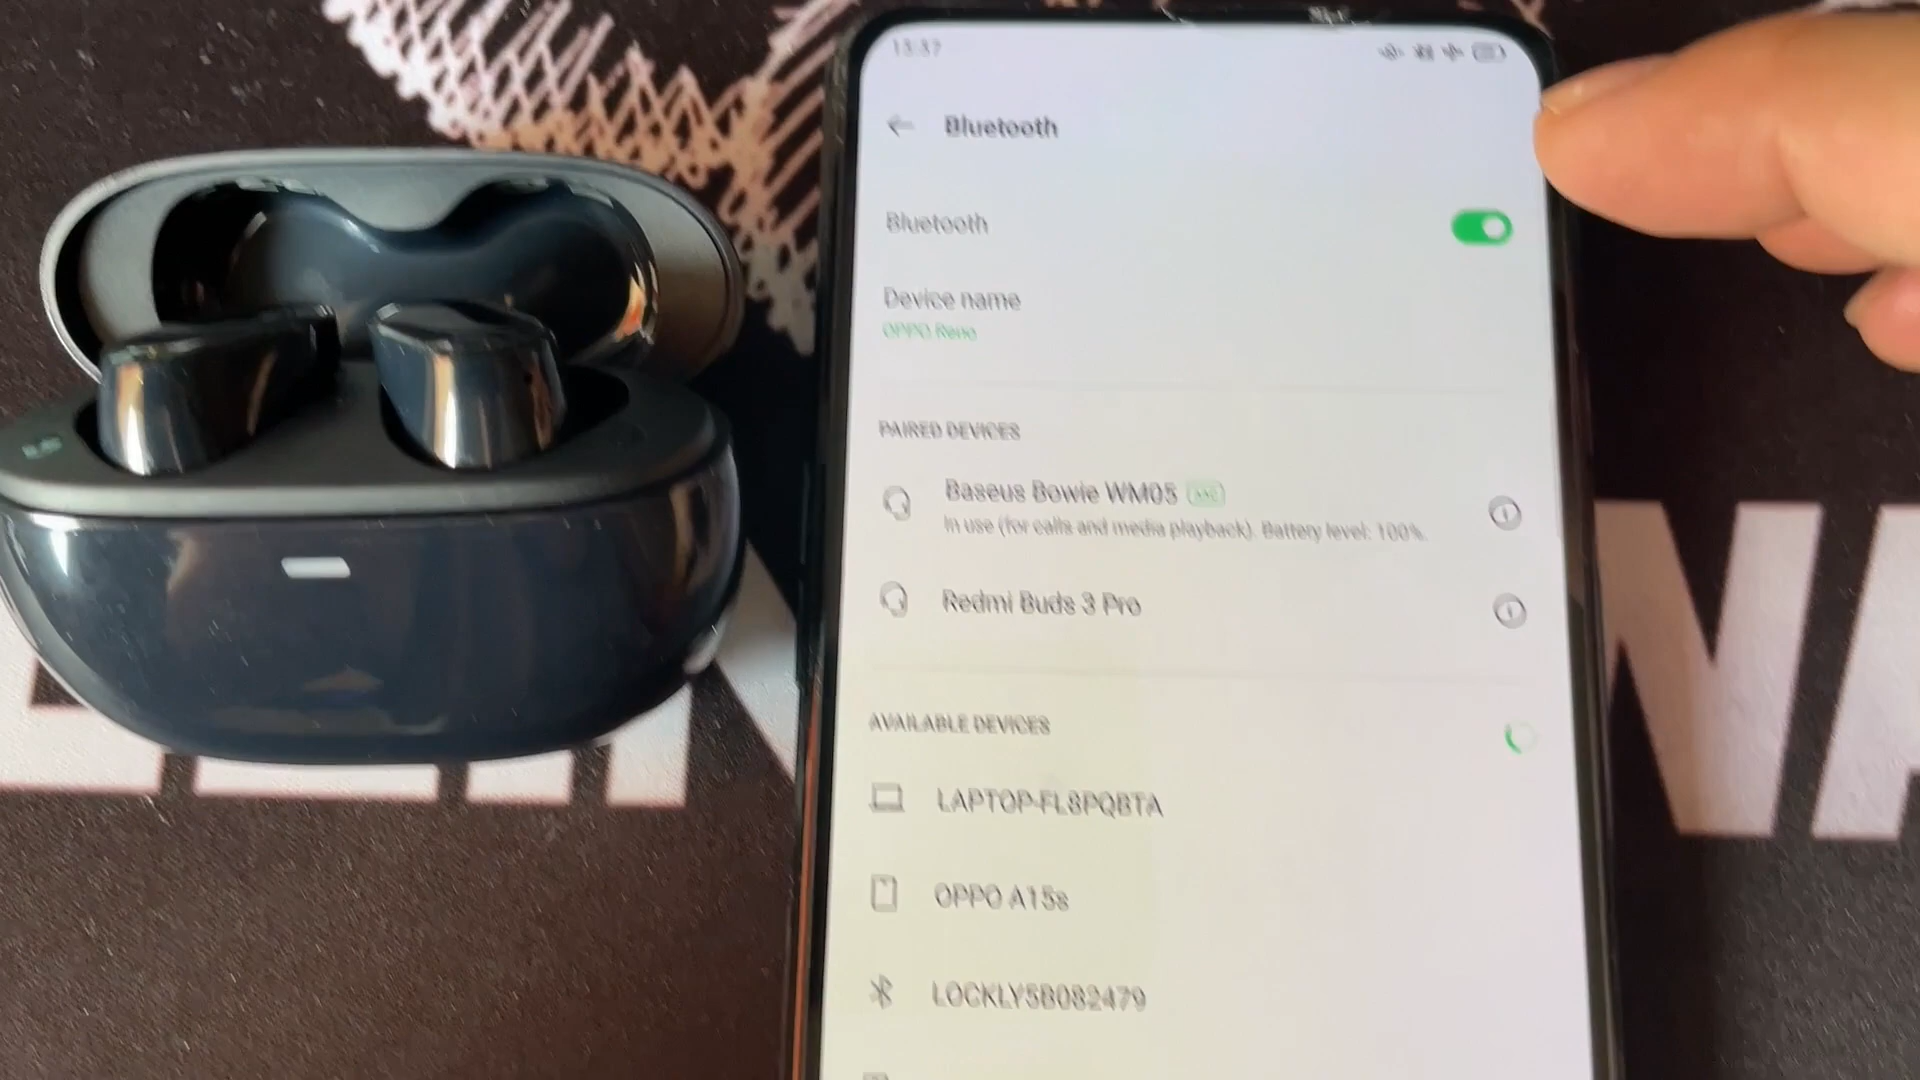 13:37
Bluetooth
Bluetooth
Device name
OPPO Reno
PAIRED DEVICES
Baseus Bowie WM05 AAC
In use (for calls and media playback). Battery level: 100%.
Redmi Buds 3 Pro
AVAILABLE DEVICES
LAPTOP-FL8PQBTA
OPPO A15s
LOCKLY5B082479